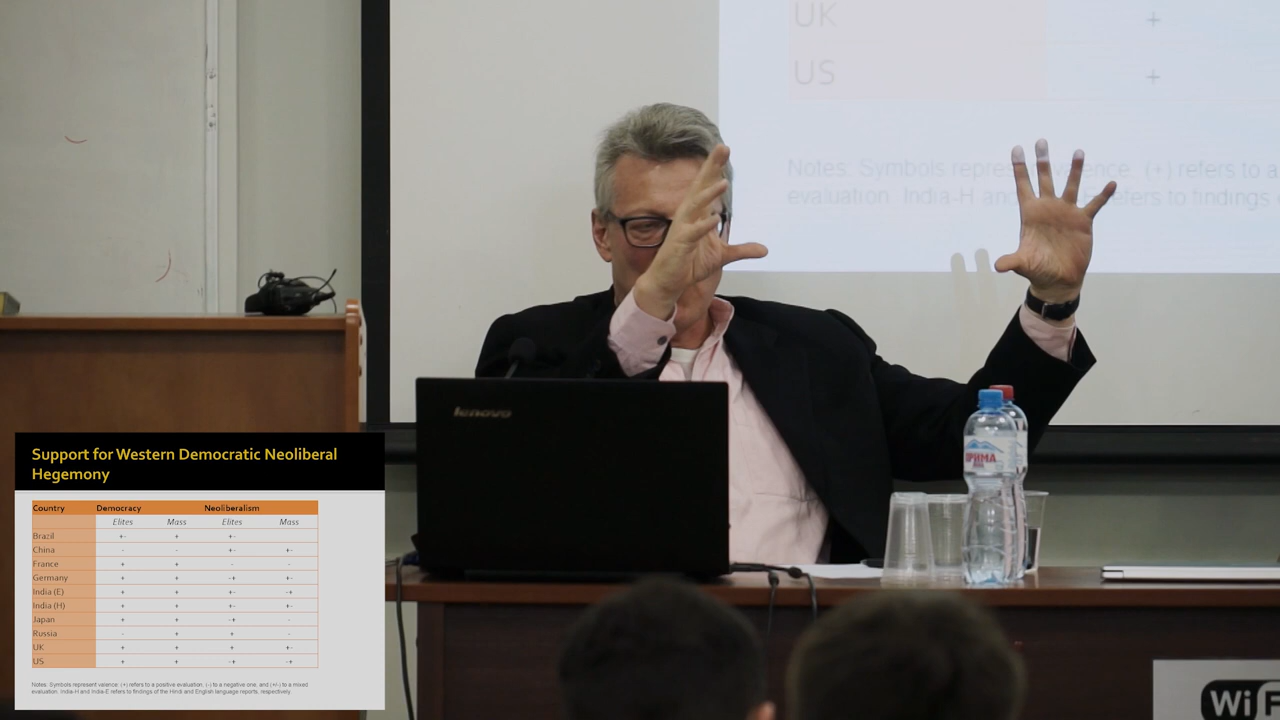 UK +
US +
Notes: Symbols represent valence. (+) refers to a
evaluation. India-H and refers to findings
lenovo
ПРИМА
Support for Western Democratic Neoliberal
Hegemony
Country Democracy Neoliberalism
Elites Mass Elites Mass
Brazil +- + +-
China - - +- +-
France + + - -
Germany + + -+ +-
India (E) + + +- -+
India (H) + + +- +-
Japan + + -+ -
Russia - + + -
UK + + + +-
US + + -+ -+
Notes: Symbols represent valence. (+) refers to a positive evaluation, (-) to a negative one, and (+/-) to a mixed
evaluation. India-H and India-E refers to findings of the Hindi and English language reports, respectively.